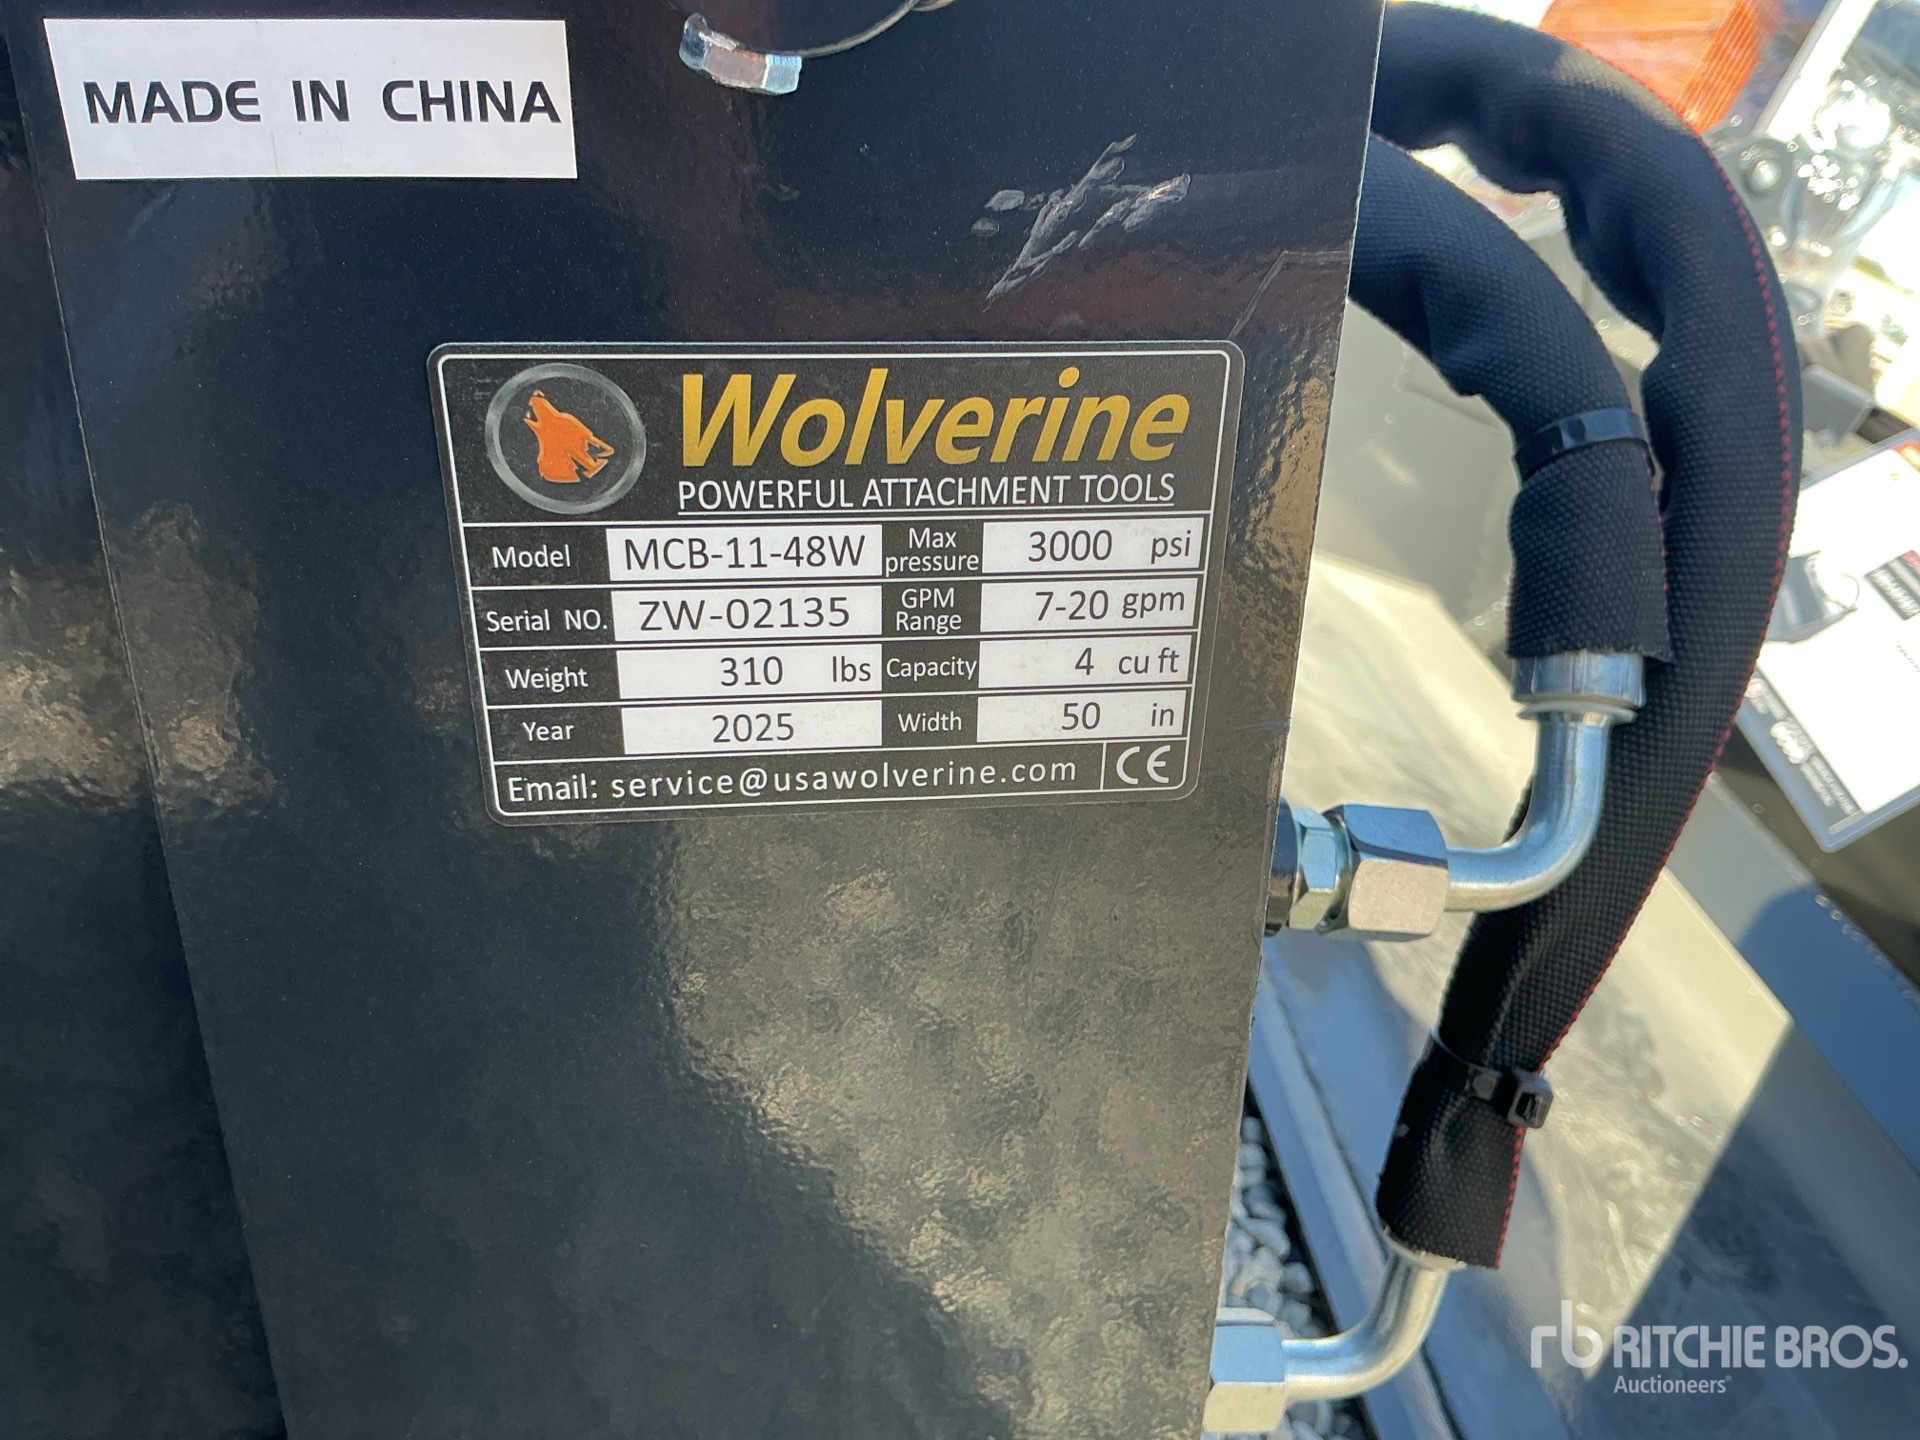 MADE IN CHINA
Wolverine
POWERFUL ATTACHMENT TOOLS
Model MCB-11-48W Max pressure 3000 psi
Serial NO. ZW-02135 GPM Range 7-20 gpm
Weight 310 lbs Capacity 4 cu ft
Year 2025 Width 50 in
Email: service@usawolverine.com CE
rb RITCHIE BROS.
Auctioneers